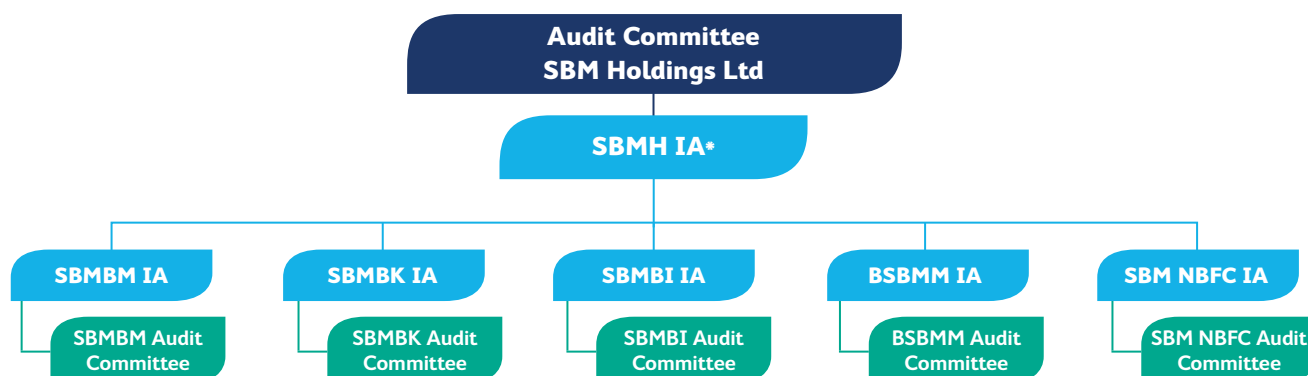 Audit Committee
SBM Holdings Ltd
SBMH IA*
SBMBM IA
SBMBK IA
SBMBI IA
BSBMM IA
SBM NBFC IA
SBMBM Audit
Committee
SBMBK Audit
Committee
SBMBI Audit
Committee
BSBMM Audit
Committee
SBM NBFC Audit
Committee